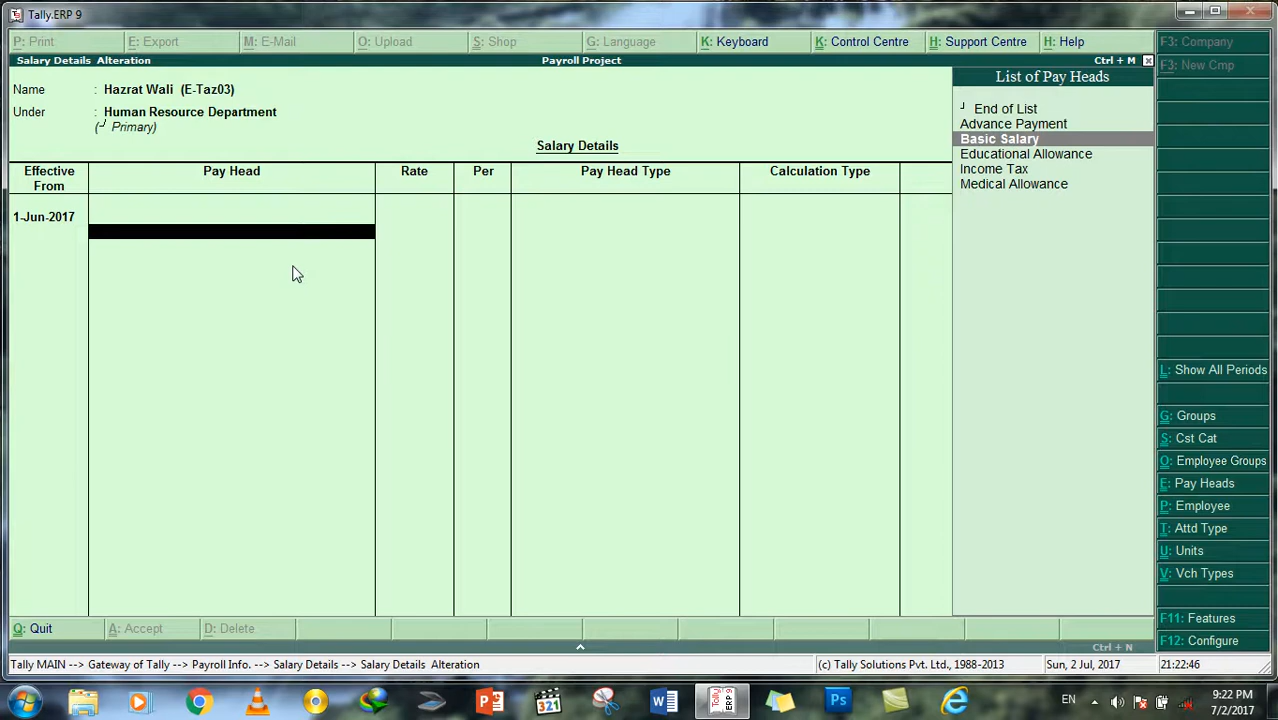 Tally.ERP 9
P: Print E: Export M: E-Mail O: Upload S: Shop G: Language K: Keyboard K: Control Centre H: Support Centre H: Help F3: Company
Salary Details Alteration Payroll Project Ctrl + M
F3: New Cmp
Name : Hazrat Wali (E-Taz03)
Under : Human Resource Department
(┘ Primary)
Salary Details
Effective From Pay Head Rate Per Pay Head Type Calculation Type
1-Jun-2017
List of Pay Heads
┘ End of List
Advance Payment
Basic Salary
Educational Allowance
Income Tax
Medical Allowance
L: Show All Periods
G: Groups
S: Cst Cat
O: Employee Groups
E: Pay Heads
P: Employee
T: Attd Type
U: Units
V: Vch Types
F11: Features
F12: Configure
Q: Quit A: Accept D: Delete
Ctrl + N
Tally MAIN --> Gateway of Tally --> Payroll Info. --> Salary Details --> Salary Details Alteration (c) Tally Solutions Pvt. Ltd., 1988-2013 Sun, 2 Jul, 2017 21:22:46
321 Tally ERP 9 EN 9:22 PM
7/2/2017